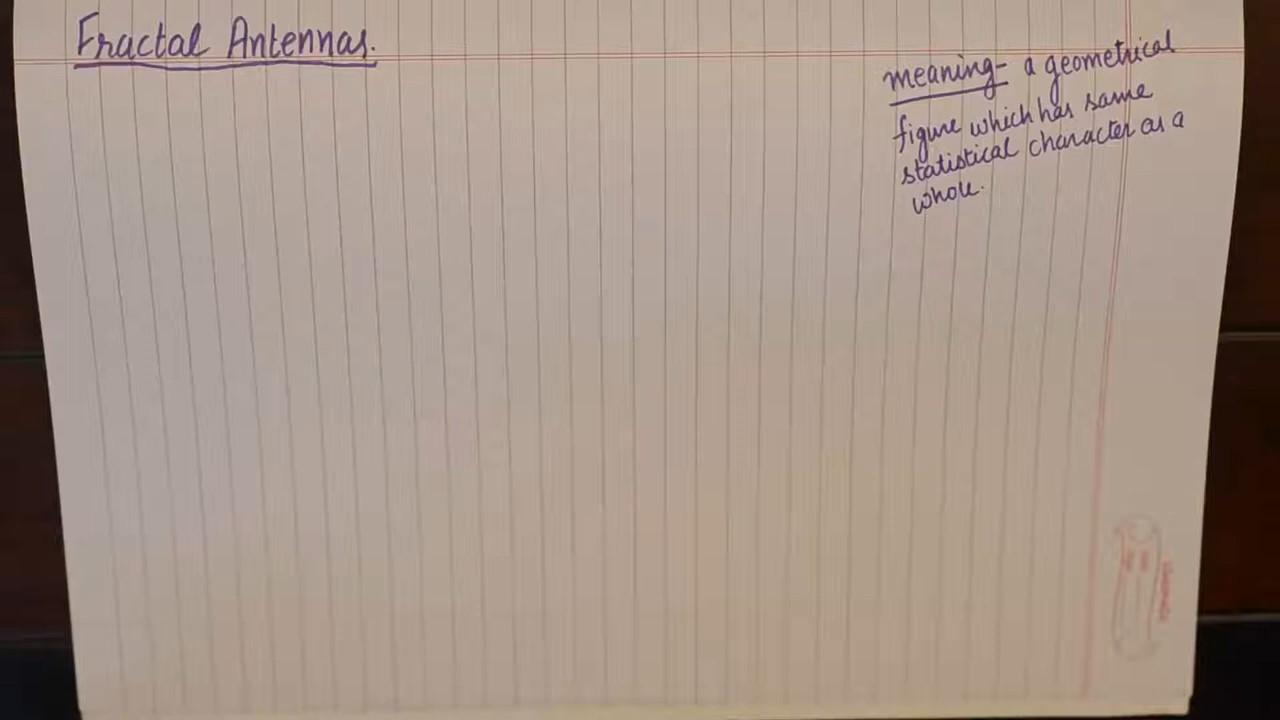 Fractal Antennas.
meaning- a geometrical
figure which has same
statistical character as a
whole.